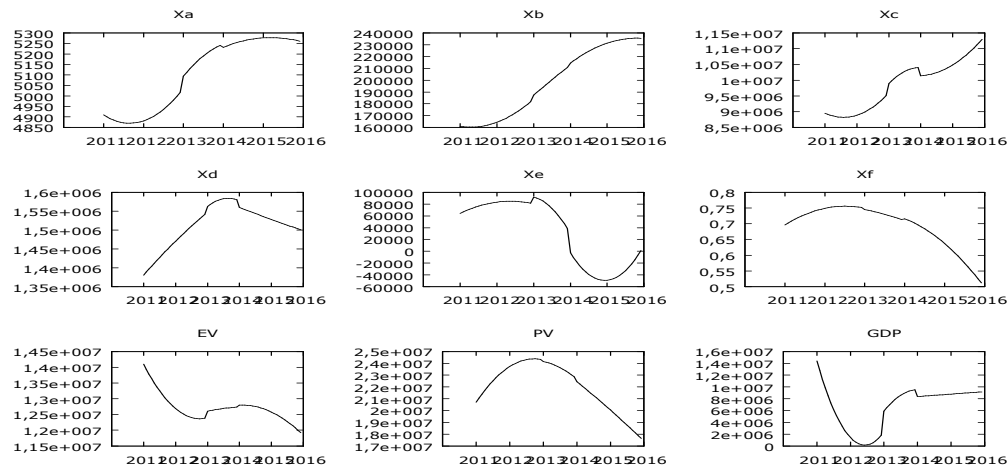 Xa
Xb
Xc
5300
5250
5200
5150
5100
5050
5000
4950
4900
4850
2011 2012 2013 2014 2015 2016
240000
230000
220000
210000
200000
190000
180000
170000
160000
2011 2012 2013 2014 2015 2016
1,15e+007
1,1e+007
1,05e+007
1e+007
9,5e+006
9e+006
8,5e+006
2011 2012 2013 2014 2015 2016
Xd
Xe
Xf
1,6e+006
1,55e+006
1,5e+006
1,45e+006
1,4e+006
1,35e+006
2011 2012 2013 2014 2015 2016
100000
80000
60000
40000
20000
0
-20000
-40000
-60000
2011 2012 2013 2014 2015 2016
0,8
0,75
0,7
0,65
0,6
0,55
0,5
2011 2012 2013 2014 2015 2016
EV
PV
GDP
1,45e+007
1,4e+007
1,35e+007
1,3e+007
1,25e+007
1,2e+007
1,15e+007
2011 2012 2013 2014 2015 2016
2,5e+007
2,4e+007
2,3e+007
2,2e+007
2,1e+007
2e+007
1,9e+007
1,8e+007
1,7e+007
2011 2012 2013 2014 2015 2016
1,6e+007
1,4e+007
1,2e+007
1e+007
8e+006
6e+006
4e+006
2e+006
0
2011 2012 2013 2014 2015 2016